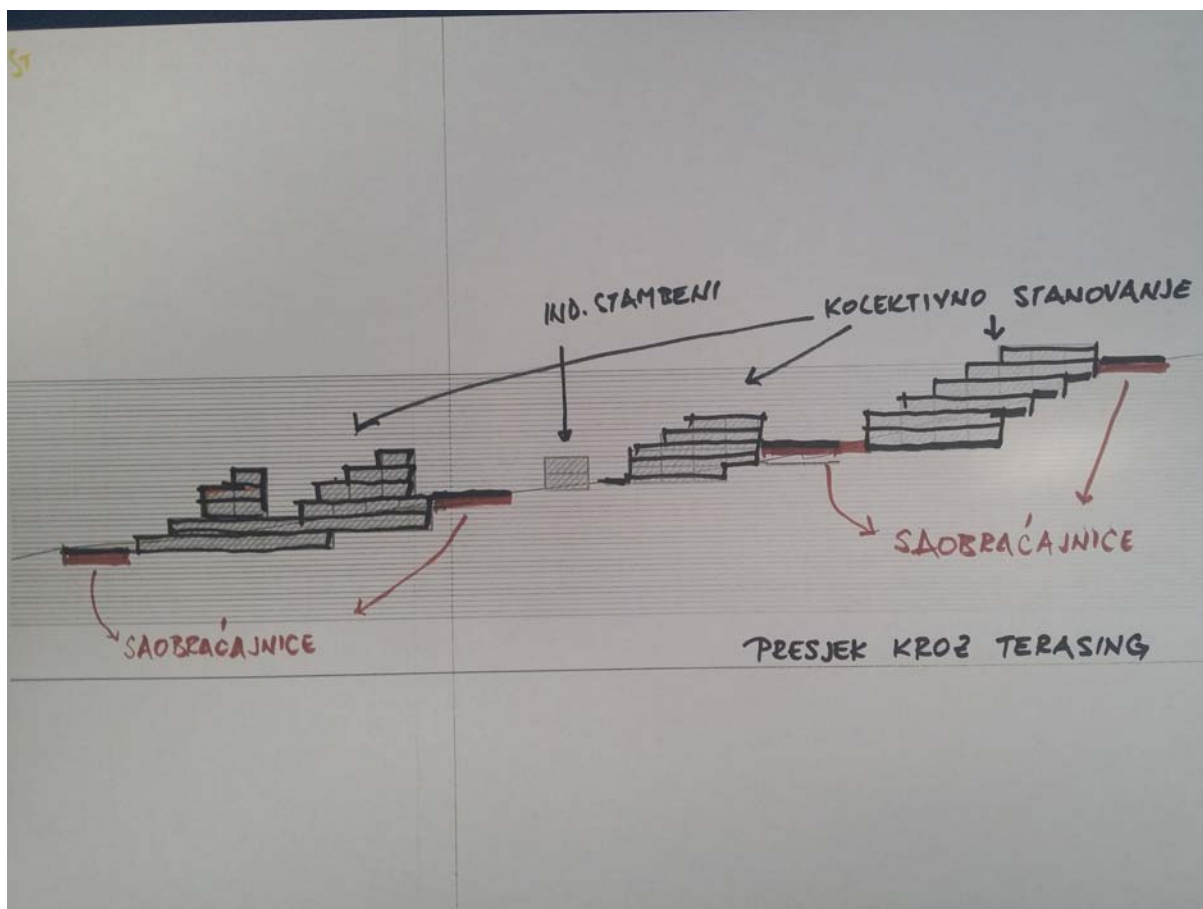 IND. STAMBENI
KOLEKTIVNO STANOVANJE
SAOBRAĆAJNICE
SAOBRAĆAJNICE
PRESJEK KROZ TERASING